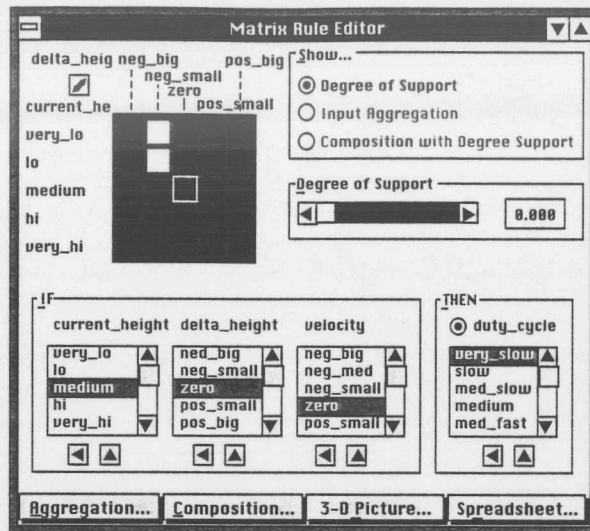 Matrix Rule Editor
delta_heig neg_big pos_big
neg_small
zero
pos_small
current_he
very_lo
lo
medium
hi
very_hi
Show...
Degree of Support
Input Aggregation
Composition with Degree Support
Degree of Support
0.000
IF
current_height delta_height velocity
very_lo ned_big neg_big
lo neg_small neg_med
medium zero neg_small
hi pos_small zero
very_hi pos_big pos_small
THEN
duty_cycle
very_slow
slow
med_slow
medium
med_fast
Aggregation... Composition... 3-D Picture... Spreadsheet...